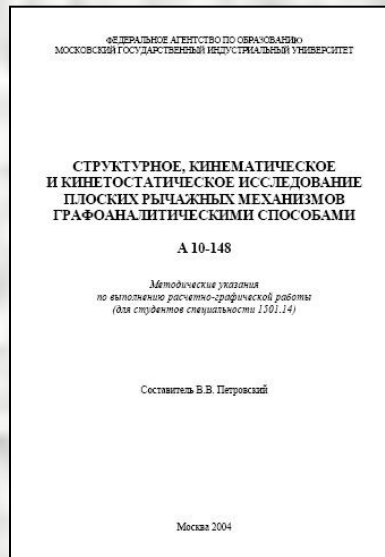 ФЕДЕРАЛЬНОЕ АГЕНТСТВО ПО ОБРАЗОВАНИЮ
МОСКОВСКИЙ ГОСУДАРСТВЕННЫЙ ИНДУСТРИАЛЬНЫЙ УНИВЕРСИТЕТ
СТРУКТУРНОЕ, КИНЕМАТИЧЕСКОЕ
И КИНЕТОСТАТИЧЕСКОЕ ИССЛЕДОВАНИЕ
ПЛОСКИХ РЫЧАЖНЫХ МЕХАНИЗМОВ
ГРАФОАНАЛИТИЧЕСКИМИ СПОСОБАМИ
А 10-148
Методические указания
по выполнению расчетно-графической работы
(для студентов специальности 1501.14)
Составитель В.В. Петровский
Москва 2004